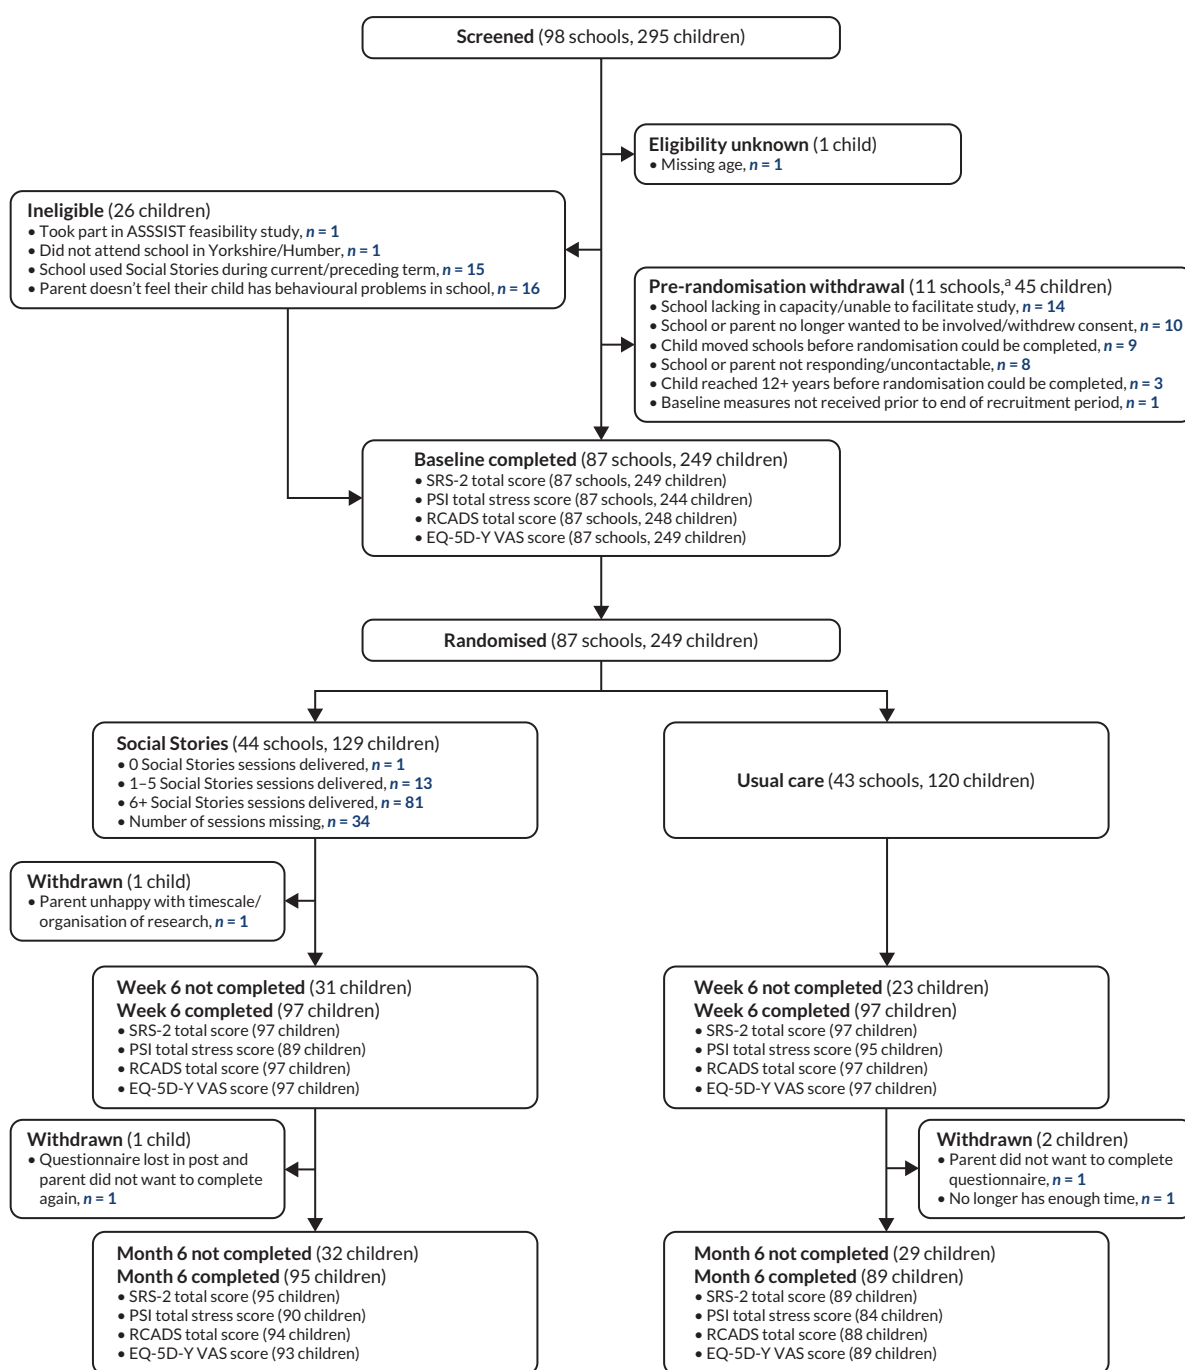 Screened (98 schools, 295 children)
Eligibility unknown (1 child)
• Missing age, n = 1
Ineligible (26 children)
• Took part in ASSSIST feasibility study, n = 1
• Did not attend school in Yorkshire/Humber, n = 1
• School used Social Stories during current/preceding term, n = 15
• Parent doesn't feel their child has behavioural problems in school, n = 16
Pre-randomisation withdrawal (11 schools,a 45 children)
• School lacking in capacity/unable to facilitate study, n = 14
• School or parent no longer wanted to be involved/withdrew consent, n = 10
• Child moved schools before randomisation could be completed, n = 9
• School or parent not responding/uncontactable, n = 8
• Child reached 12+ years before randomisation could be completed, n = 3
• Baseline measures not received prior to end of recruitment period, n = 1
Baseline completed (87 schools, 249 children)
• SRS-2 total score (87 schools, 249 children)
• PSI total stress score (87 schools, 244 children)
• RCADS total score (87 schools, 248 children)
• EQ-5D-Y VAS score (87 schools, 249 children)
Randomised (87 schools, 249 children)
Social Stories (44 schools, 129 children)
• 0 Social Stories sessions delivered, n = 1
• 1–5 Social Stories sessions delivered, n = 13
• 6+ Social Stories sessions delivered, n = 81
• Number of sessions missing, n = 34
Usual care (43 schools, 120 children)
Withdrawn (1 child)
• Parent unhappy with timescale/
organisation of research, n = 1
Week 6 not completed (31 children)
Week 6 completed (97 children)
• SRS-2 total score (97 children)
• PSI total stress score (89 children)
• RCADS total score (97 children)
• EQ-5D-Y VAS score (97 children)
Week 6 not completed (23 children)
Week 6 completed (97 children)
• SRS-2 total score (97 children)
• PSI total stress score (95 children)
• RCADS total score (97 children)
• EQ-5D-Y VAS score (97 children)
Withdrawn (1 child)
• Questionnaire lost in post and
parent did not want to complete
again, n = 1
Withdrawn (2 children)
• Parent did not want to complete
questionnaire, n = 1
• No longer has enough time, n = 1
Month 6 not completed (32 children)
Month 6 completed (95 children)
• SRS-2 total score (95 children)
• PSI total stress score (90 children)
• RCADS total score (94 children)
• EQ-5D-Y VAS score (93 children)
Month 6 not completed (29 children)
Month 6 completed (89 children)
• SRS-2 total score (89 children)
• PSI total stress score (84 children)
• RCADS total score (88 children)
• EQ-5D-Y VAS score (89 children)